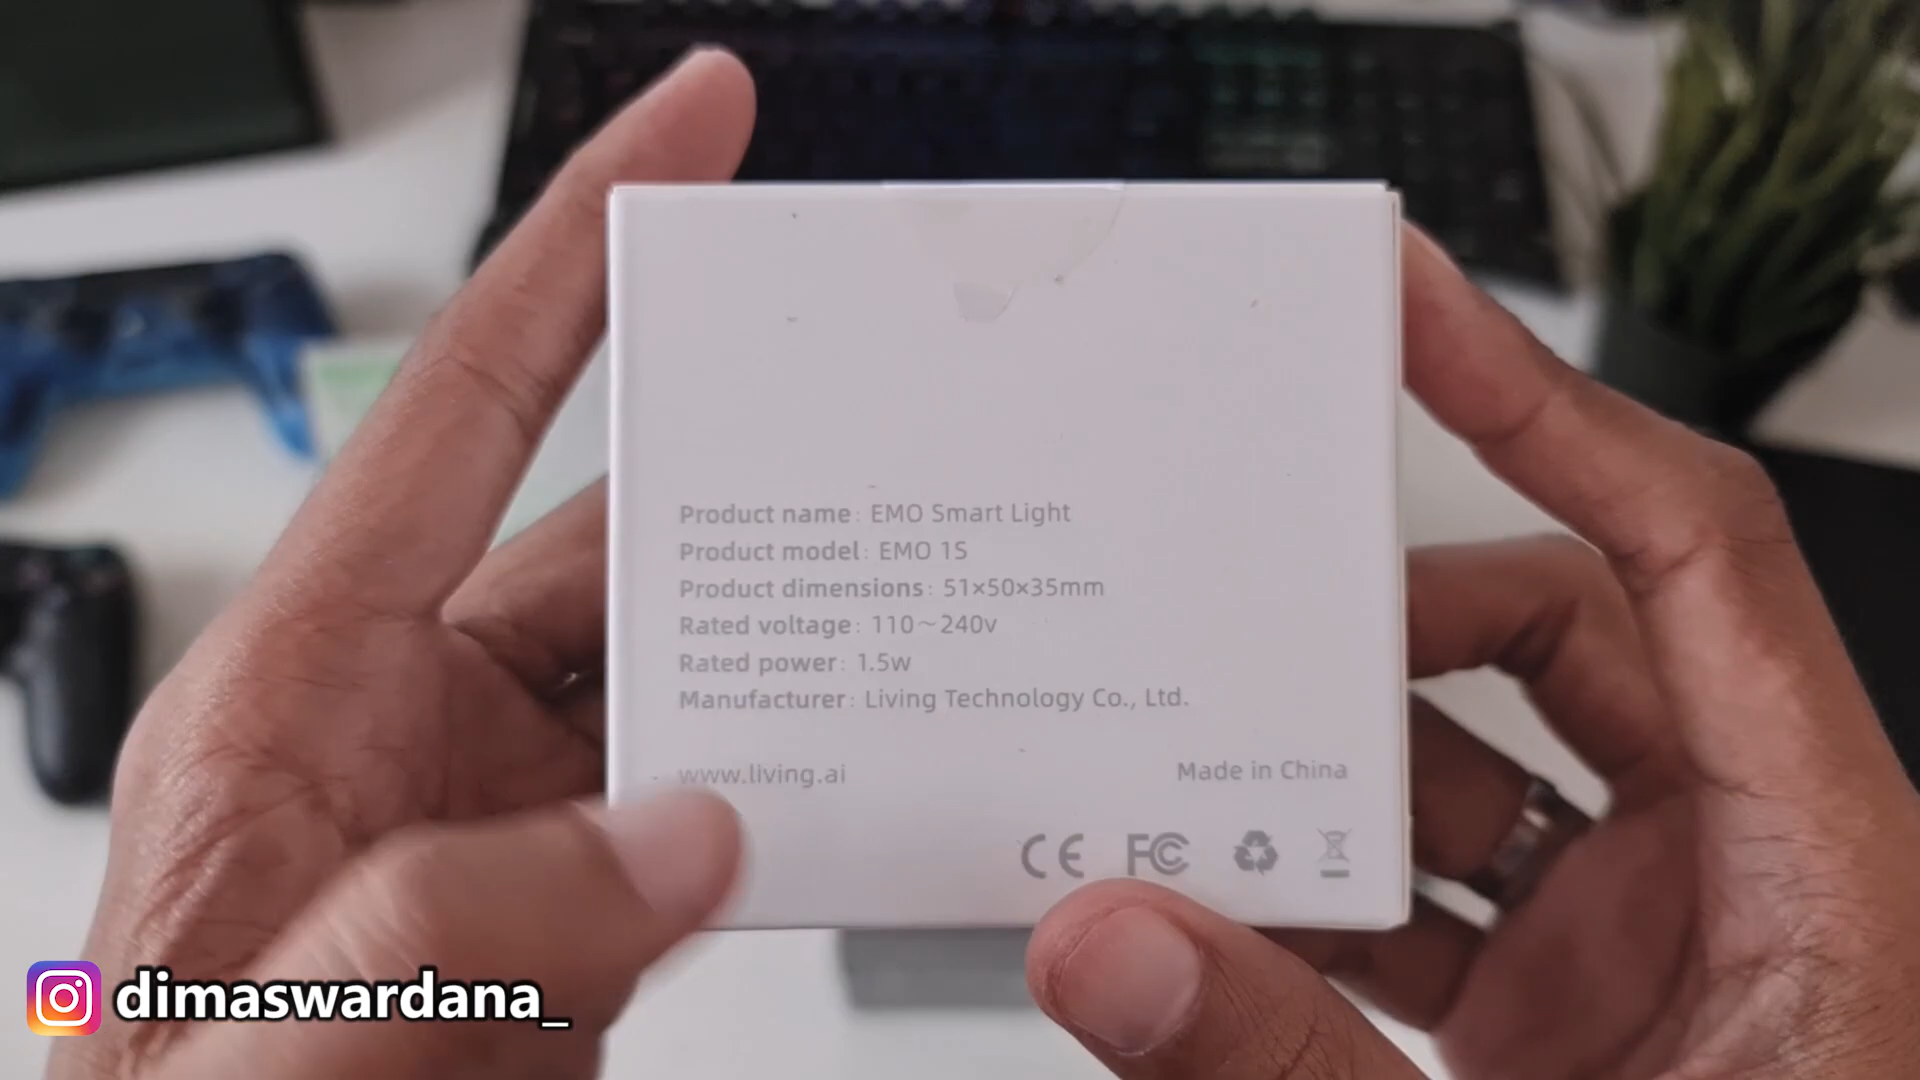 Product name: EMO Smart Light
Product model: EMO 1S
Product dimensions: 51×50×35mm
Rated voltage: 110~240v
Rated power: 1.5w
Manufacturer: Living Technology Co., Ltd.
www.living.ai
Made in China
CE FC
dimaswardana_